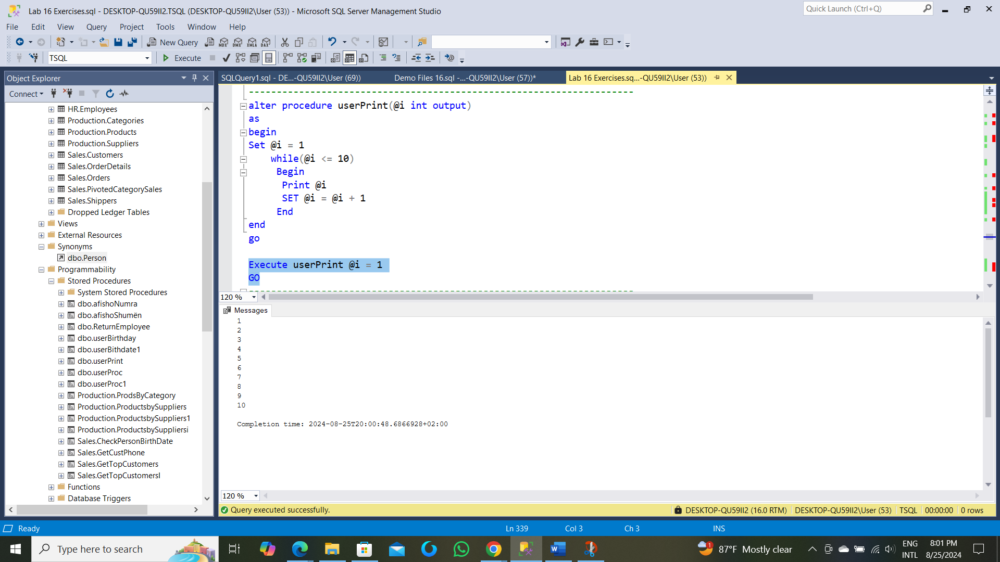 Lab 16 Exercises.sql - DESKTOP-QU59II2.TSQL (DESKTOP-QU59II2\User (53)) - Microsoft SQL Server Management Studio
Quick Launch (Ctrl+Q)
File Edit View Query Project Tools Window Help
New Query
MDX DMX XMLA DAX
TSQL
Execute
Object Explorer
Connect
HR.Employees
Production.Categories
Production.Products
Production.Suppliers
Sales.Customers
Sales.OrderDetails
Sales.Orders
Sales.PivotedCategorySales
Sales.Shippers
Dropped Ledger Tables
Views
External Resources
Synonyms
dbo.Person
Programmability
Stored Procedures
System Stored Procedures
dbo.afishoNumra
dbo.afishoShumën
dbo.ReturnEmployee
dbo.userBirthday
dbo.userBithdate1
dbo.userPrint
dbo.userProc
dbo.userProc1
Production.ProdsByCategory
Production.ProductsbySuppliers
Production.ProductsbySuppliers1
Production.ProductsbySuppliersi
Sales.CheckPersonBirthDate
Sales.GetCustPhone
Sales.GetTopCustomers
Sales.GetTopCustomersI
Functions
Database Triggers
SQLQuery1.sql - DE...-QU59II2\User (69))
Demo Files 16.sql -...-QU59II2\User (57))*
Lab 16 Exercises.sq...-QU59II2\User (53))
---------------------------------------------------------------------
alter procedure userPrint(@i int output)
as
begin
Set @i = 1
while(@i <= 10)
Begin
Print @i
SET @i = @i + 1
End
end
go
Execute userPrint @i = 1
GO
---------------------------------------------------------------------
120 %
Messages
1
2
3
4
5
6
7
8
9
10
Completion time: 2024-08-25T20:00:48.6866928+02:00
120 %
Query executed successfully.
DESKTOP-QU59II2 (16.0 RTM)
DESKTOP-QU59II2\User (53)
TSQL
00:00:00
0 rows
Ready
Ln 339
Col 3
Ch 3
INS
Type here to search
1
87°F Mostly clear
ENG
INTL
8:01 PM
8/25/2024